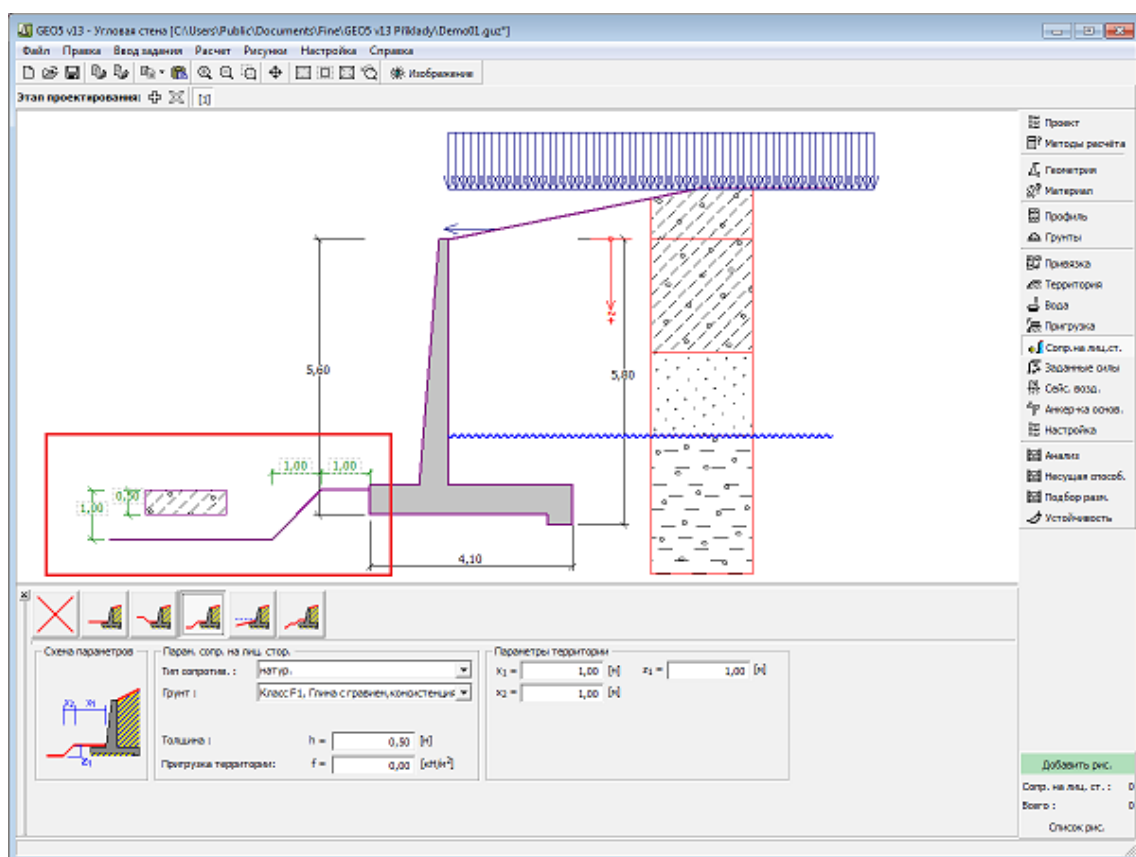 GEO5 v13 - Угловая стена [C:\Users\Public\Documents\Fine\GEO5 v13 Příklady\Demo01.guz*]
Файл Правка Ввод задания Расчет Рисунки Настройка Справка
Изображение
Этап проектирования: [1]
5,60
5,80
+z
1,00 1,00
0,50
1,00
4,10
Проект
Методы расчёта
Геометрия
Материал
Профиль
Грунты
Привязка
Территория
Вода
Пригрузка
Сопр.на лиц.ст.
Заданные силы
Сейс. возд.
Анкер-ка основ.
Настройка
Анализ
Несущая способ.
Подбор разм.
Устойчивость
Схема параметров
x2 x1
z1
Парам. сопр. на лиц. стор.
Тип сопротив. : натур.
Грунт : Класс F1, Глина с гравием,консистенция
Толщина : h = 0,50 [м]
Пригрузка территории: f = 0,00 [кН/м²]
Параметры территории
x1 = 1,00 [м] z1 = 1,00 [м]
x2 = 1,00 [м]
Добавить рис.
Сопр. на лиц. ст. : 0
Всего : 0
Список рис.